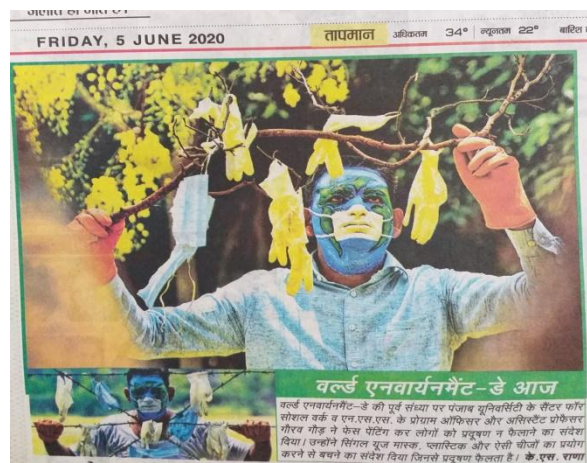 FRIDAY, 5 JUNE 2020 तापमान अधिकतम 34° न्यूनतम 22°
वर्ल्ड एनवार्यनमैंट-डे आज
वर्ल्ड एनवार्यनमैंट-डे की पूर्व संध्या पर पंजाब यूनिवर्सिटी के सैंटर फॉर
सोशल वर्क व एन.एस.एस. के प्रोग्राम ऑफिसर और असिस्टैंट प्रोफैसर
गौरव गौड़ ने फेस पेंटिंग कर लोगों को प्रदूषण न फैलाने का संदेश
दिया। उन्होंने सिंगल यूज मास्क, प्लास्टिक और ऐसी चीजों का प्रयोग
करने से बचने का संदेश दिया जिनसे प्रदूषण फैलता है। के.एस. राणा